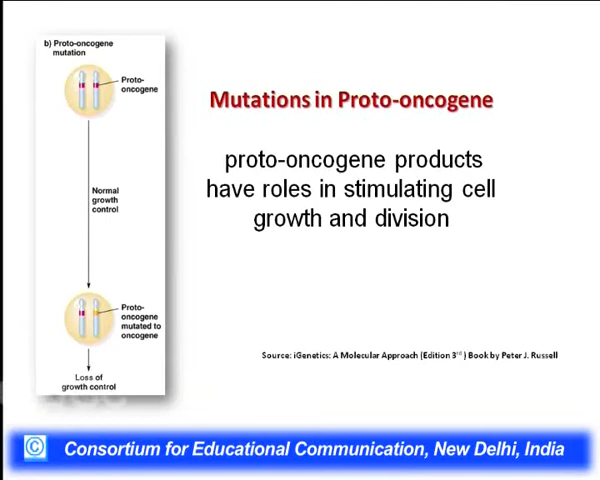 b) Proto-oncogene
mutation
Proto-
oncogene
Normal
growth
control
Proto-
oncogene
mutated to
oncogene
Loss of
growth control
Mutations in Proto-oncogene
proto-oncogene products
have roles in stimulating cell
growth and division
Source: iGenetics: A Molecular Approach (Edition 3rd) Book by Peter J. Russell
© Consortium for Educational Communication, New Delhi, India